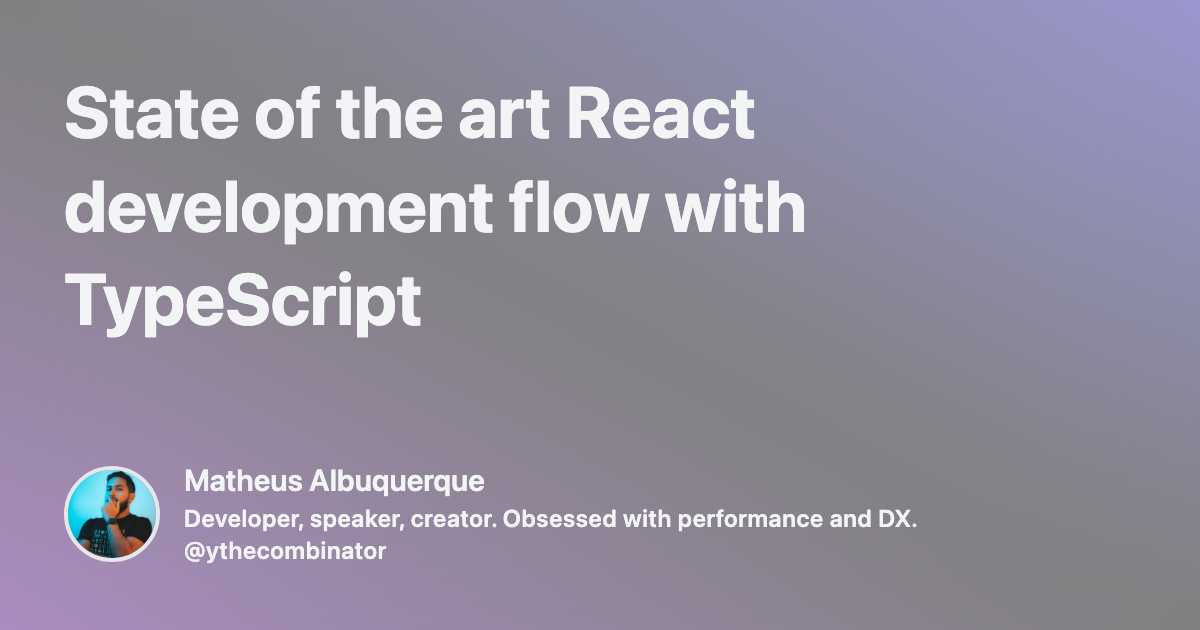 State of the art React
development flow with
TypeScript
Matheus Albuquerque
Developer, speaker, creator. Obsessed with performance and DX.
@ythecombinator